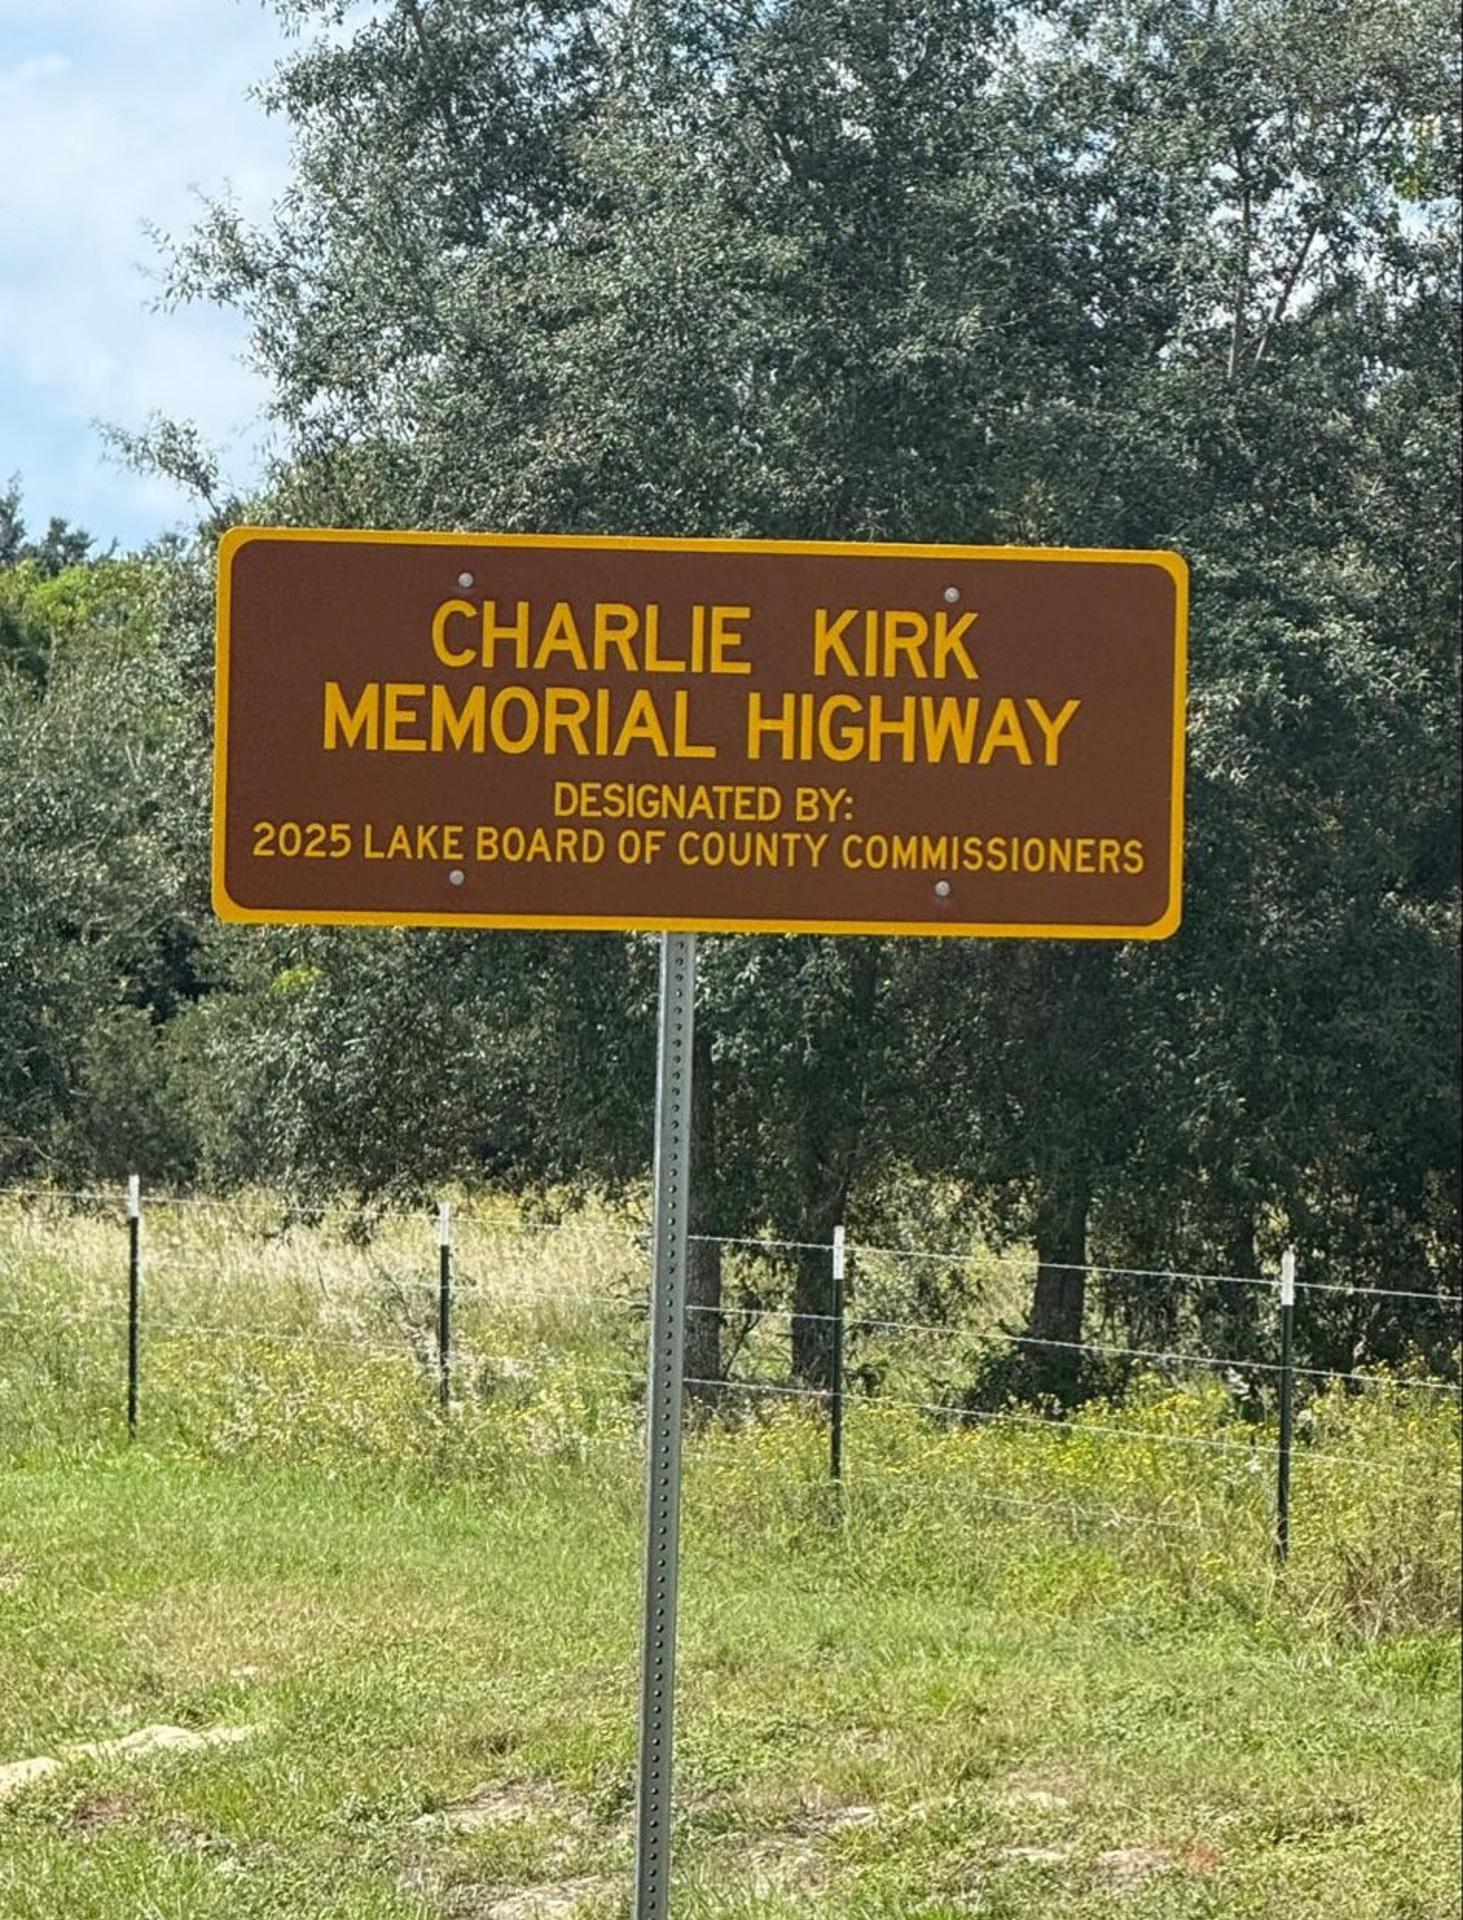 CHARLIE KIRK
MEMORIAL HIGHWAY
DESIGNATED BY:
2025 LAKE BOARD OF COUNTY COMMISSIONERS